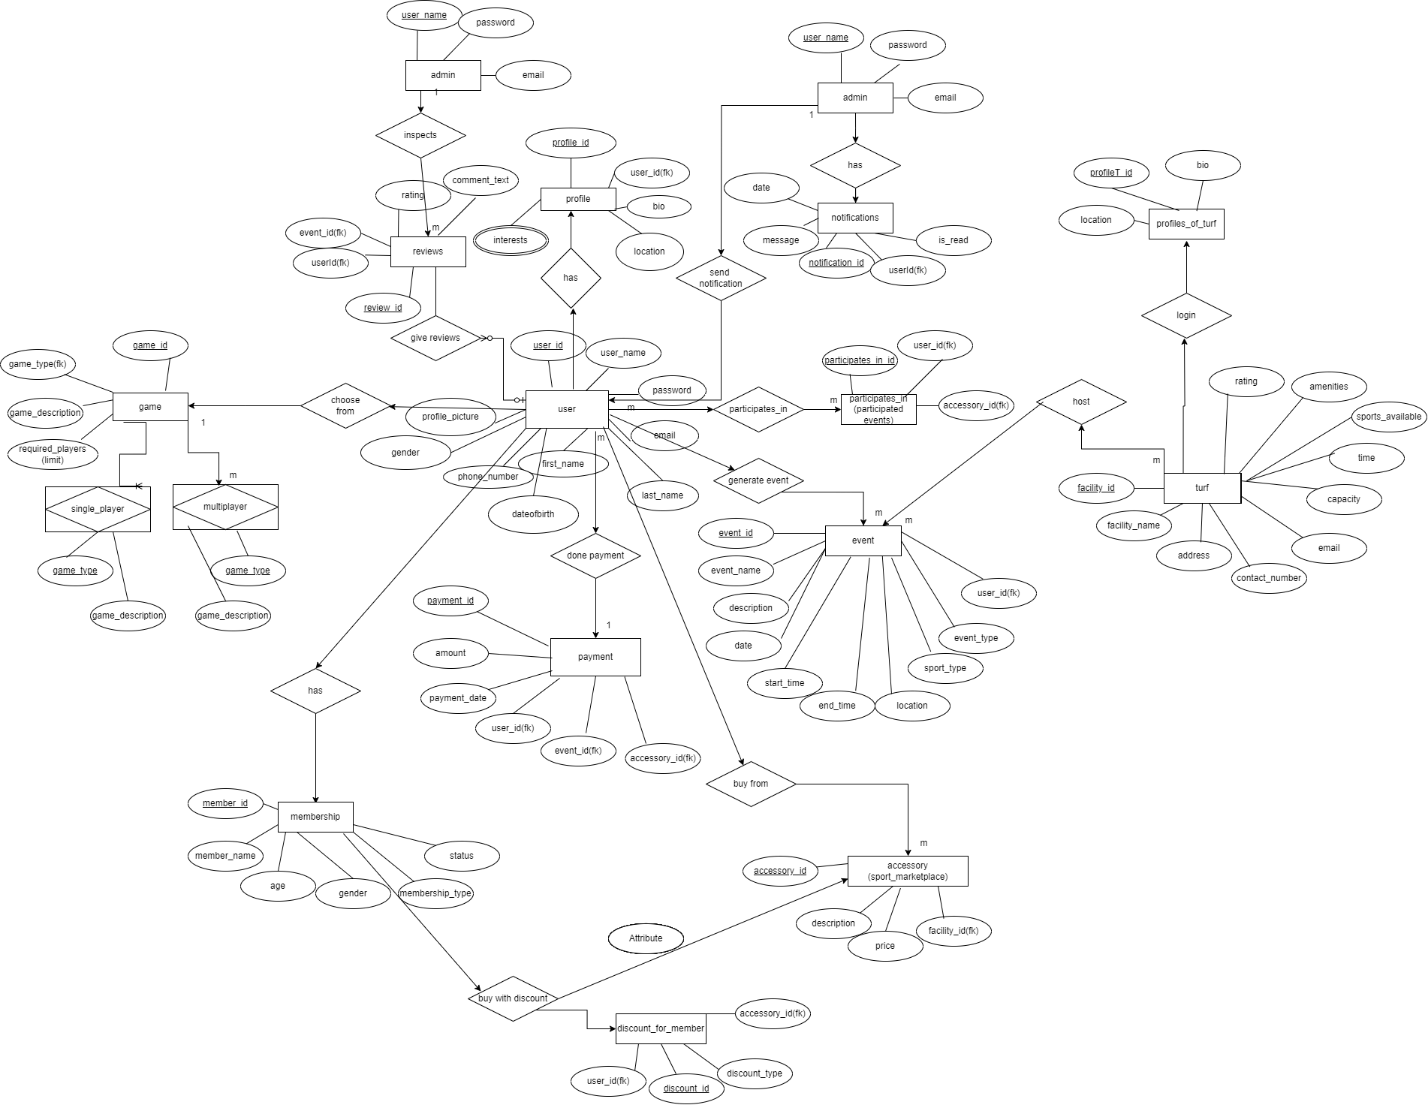 user_name
password
admin
email
1
inspects
rating
comment_text
m
event_id(fk)
userId(fk)
reviews
review_id
give reviews
profile_id
profile
user_id(fk)
bio
location
interests
has
user_name
password
admin
email
1
has
date
notifications
message
notification_id
userId(fk)
is_read
send
notification
profileT_id
bio
location
profiles_of_turf
login
game_id
game_type(fk)
game
game_description
required_players
(limit)
1
m
single_player
multiplayer
game_type
game_description
game_type
game_description
choose
from
user_id
user_name
password
user
m
profile_picture
gender
phone_number
first_name
email
last_name
dateofbirth
m
participates_in
m
participates_in_id
user_id(fk)
participates_in
(participated
events)
accessory_id(fk)
generate event
m
m
host
m
rating
amenities
sports_available
time
capacity
email
contact_number
address
facility_name
facility_id
turf
event_id
event
event_name
description
date
start_time
end_time
location
sport_type
event_type
user_id(fk)
done payment
1
payment_id
payment
amount
payment_date
user_id(fk)
event_id(fk)
accessory_id(fk)
has
member_id
membership
member_name
age
gender
membership_type
status
buy from
m
accessory_id
accessory
(sport_marketplace)
description
price
facility_id(fk)
Attribute
buy with discount
discount_for_member
accessory_id(fk)
user_id(fk)
discount_id
discount_type